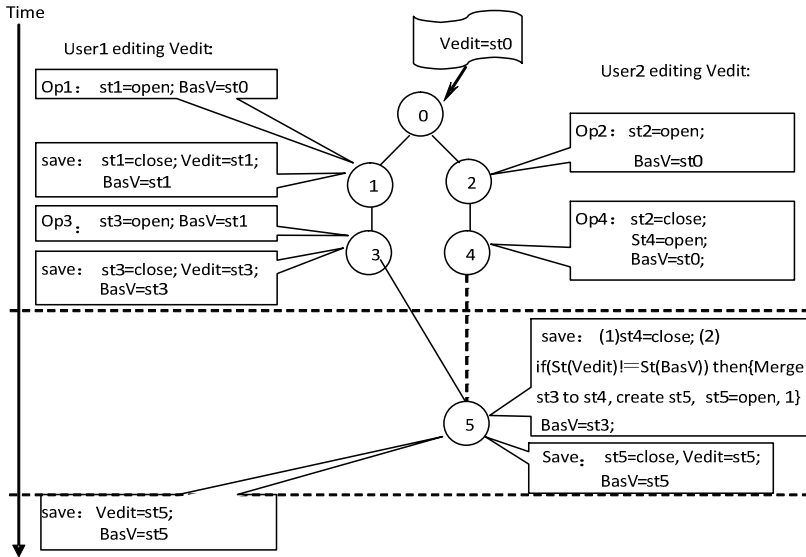 Time
Vedit=st0
User1 editing Vedit:
User2 editing Vedit:
Op1： st1=open; BasV=st0
0
Op2：st2=open;
BasV=st0
save： st1=close; Vedit=st1;
BasV=st1
1
2
Op3： st3=open; BasV=st1
Op4： st2=close;
St4=open;
BasV=st0;
3
4
save： st3=close; Vedit=st3;
BasV=st3
save： (1)st4=close; (2)
if(St(Vedit)!==St(BasV)) then{Merge
st3 to st4, create st5, st5=open, 1}
BasV=st3;
5
Save： st5=close, Vedit=st5;
BasV=st5
save： Vedit=st5;
BasV=st5